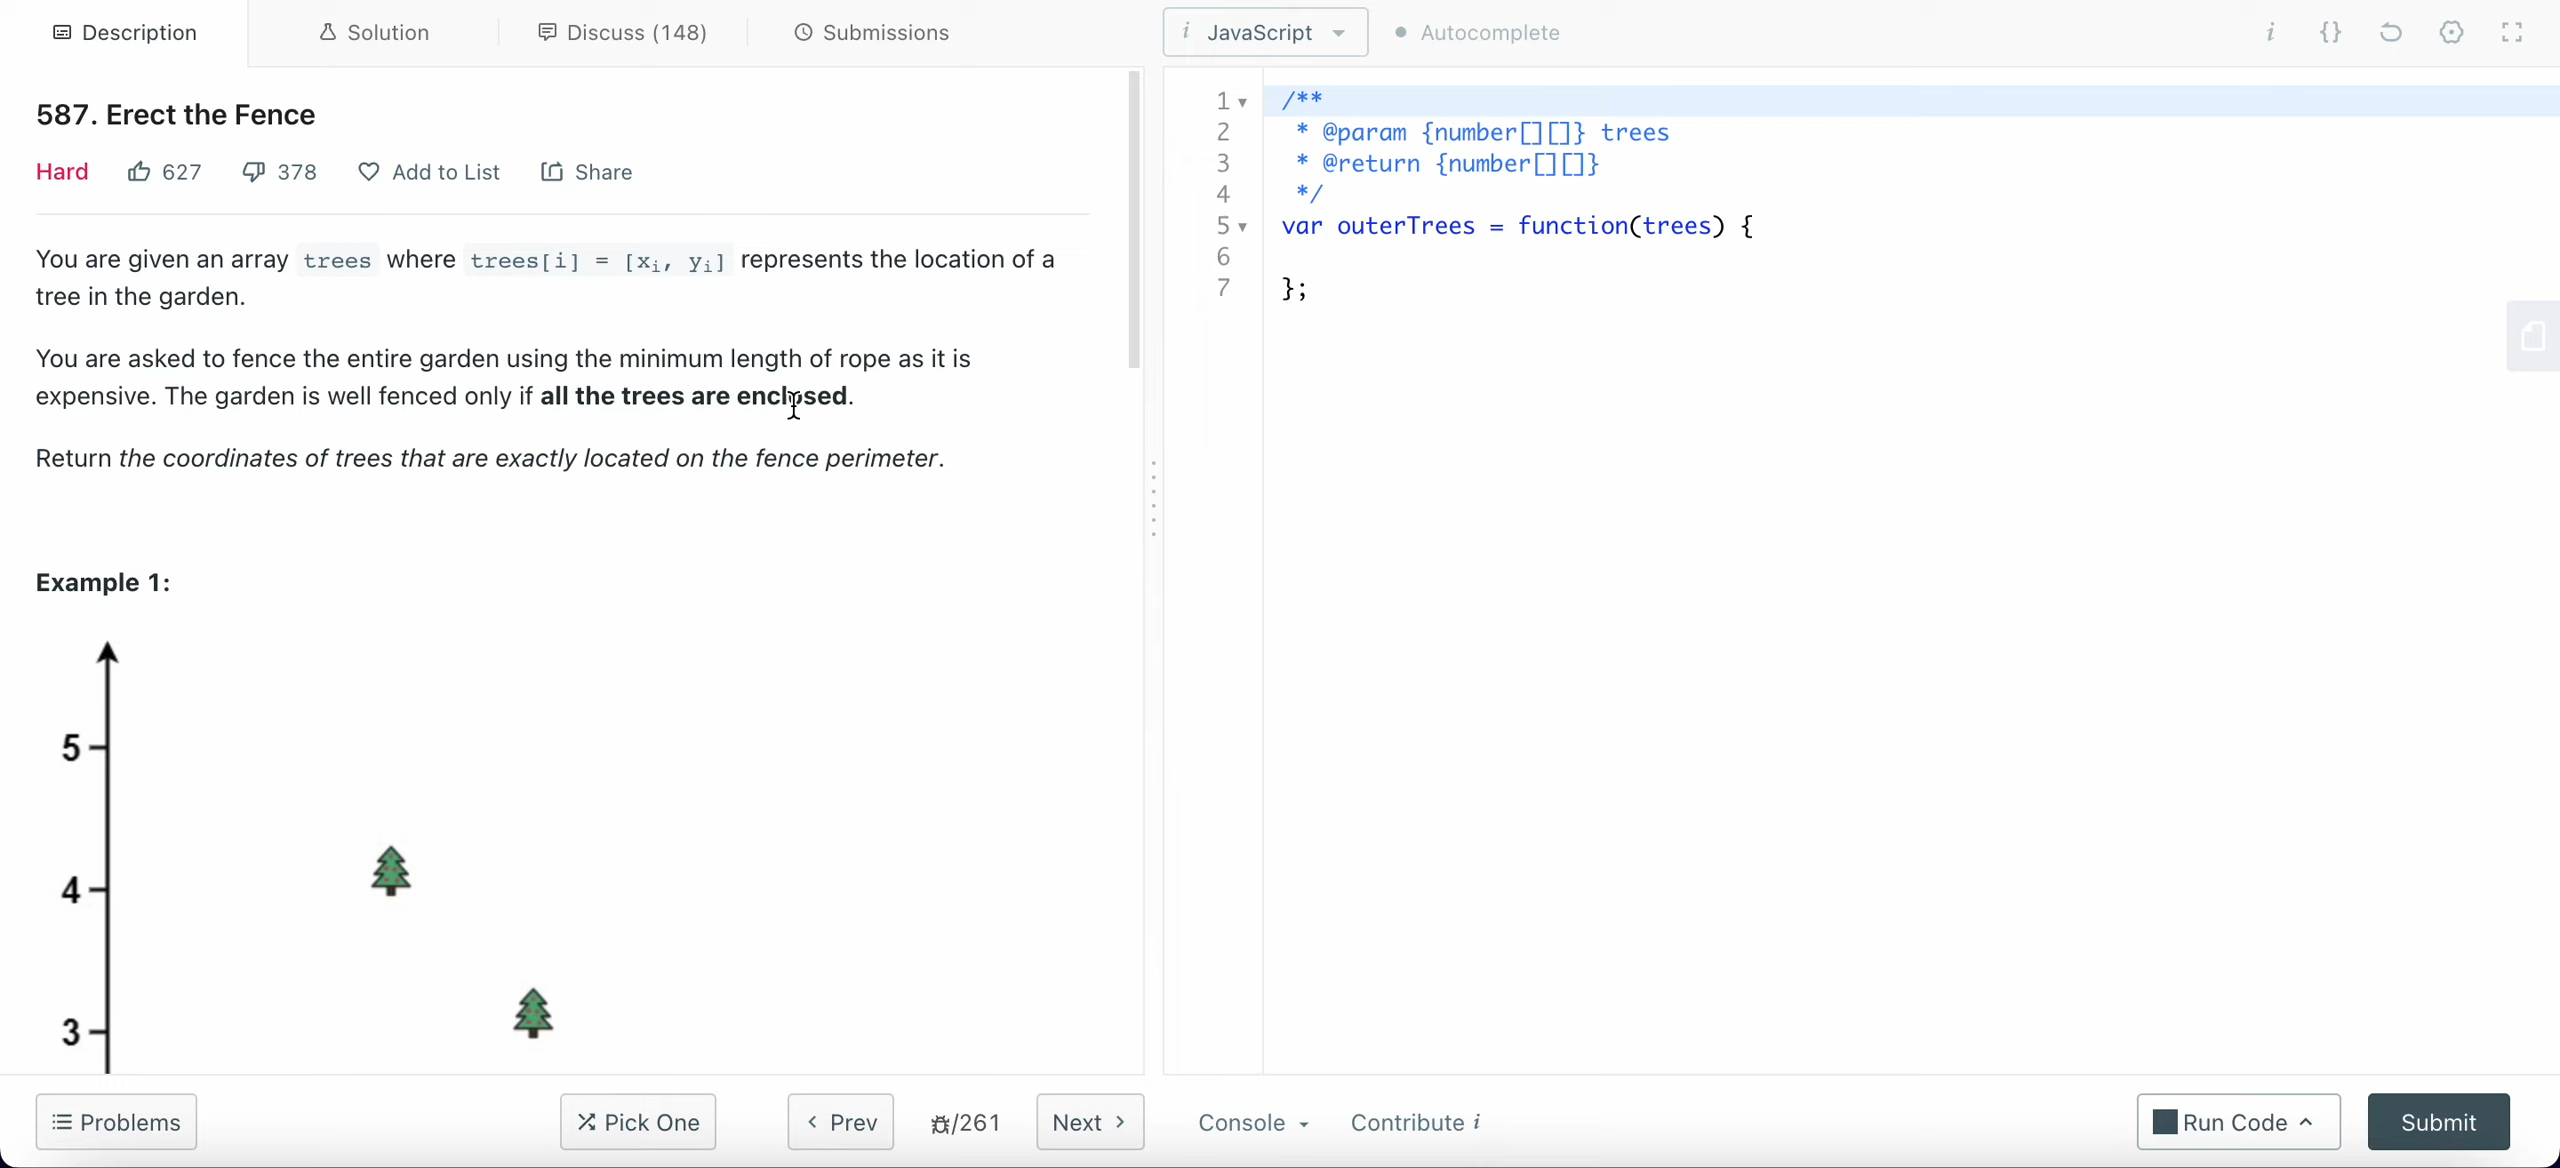 Description
Solution
Discuss (148)
Submissions
587. Erect the Fence
Hard 627 378 Add to List Share
You are given an array trees where trees[i] = [xi, yi] represents the location of a
tree in the garden.
You are asked to fence the entire garden using the minimum length of rope as it is
expensive. The garden is well fenced only if all the trees are enclosed.
Return the coordinates of trees that are exactly located on the fence perimeter.
Example 1:
5
4
3
Problems
Pick One
Prev
/261
Next
i JavaScript
Autocomplete
i {}
1 /**
2 * @param {number[][]} trees
3 * @return {number[][]}
4 */
5 var outerTrees = function(trees) {
6
7 };
Console
Contribute i
Run Code
Submit